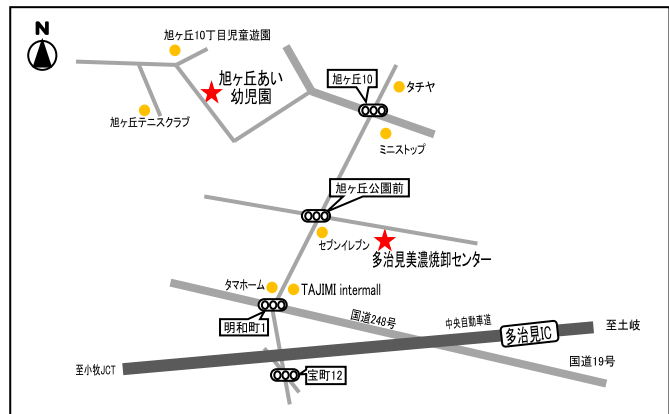 N
旭ヶ丘10丁目児童遊園
旭ヶ丘あい
幼児園
旭ヶ丘10
タチヤ
旭ヶ丘テニスクラブ
ミニストップ
旭ヶ丘公園前
セブンイレブン
多治見美濃焼卸センター
タマホーム
TAJIMI intermall
明和町1
国道248号
中央自動車道
多治見IC
至土岐
国道19号
至小牧JCT
宝町12